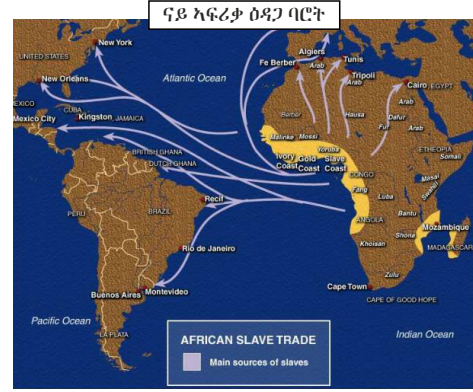 ናይ ኣፍሪቃ ዕዳጋ ባሮት
New York
Algiers
Tunis
Fe Berber
Arab
UNITED STATES
Tripoli
Arab
New Orleans
Atlantic Ocean
Cairo
EGYPT
MEXICO
CUBA
Berber
Hausa
Arab
Mexico City
Kingston
JAMAICA
Dafur
Malinke
Mossi
Fur
Arab
Yoruba
ETHIOPIA
BRITISH GHANA
Ivory Coast
Gold Coast
Slave Coast
Somali
DUTCH GHANA
CONGO
Masai
Fang
Swahili
Recif
Luba
PERU
BRAZIL
Bantu
ANGOLA
Mozambique
Shona
Khoisan
MADAGASCAR
Rio de Janeiro
Zulu
Buenos Aires
Montevideo
Cape Town
CAPE OF GOOD HOPE
Pacific Ocean
LA PLATA
Indian Ocean
AFRICAN SLAVE TRADE
Main sources of slaves